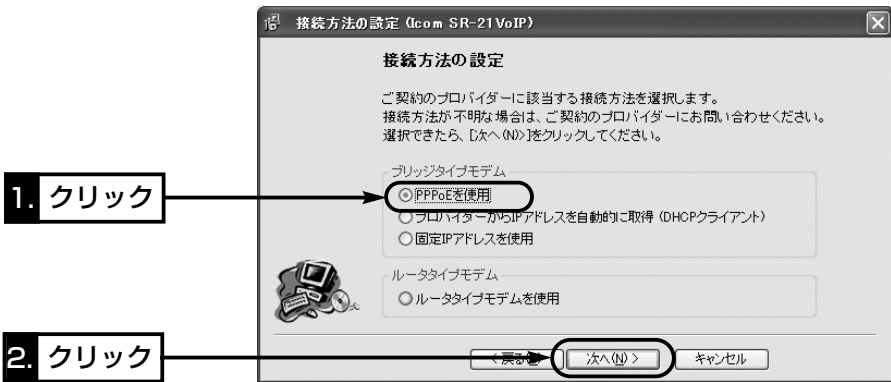 接続方法の設定 (Icom SR-21VoIP)
接続方法の設定
ご契約のプロバイダーに該当する接続方法を選択します。
接続方法が不明な場合は、ご契約のプロバイダーにお問い合わせください。
選択できたら、[次へ(N)>]をクリックしてください。
ブリッジタイプモデム
1. クリック
PPPoEを使用
プロバイダーからIPアドレスを自動的に取得 (DHCPクライアント)
固定IPアドレスを使用
ルータタイプモデム
ルータタイプモデムを使用
2. クリック
< 戻る
次へ(N) >
キャンセル